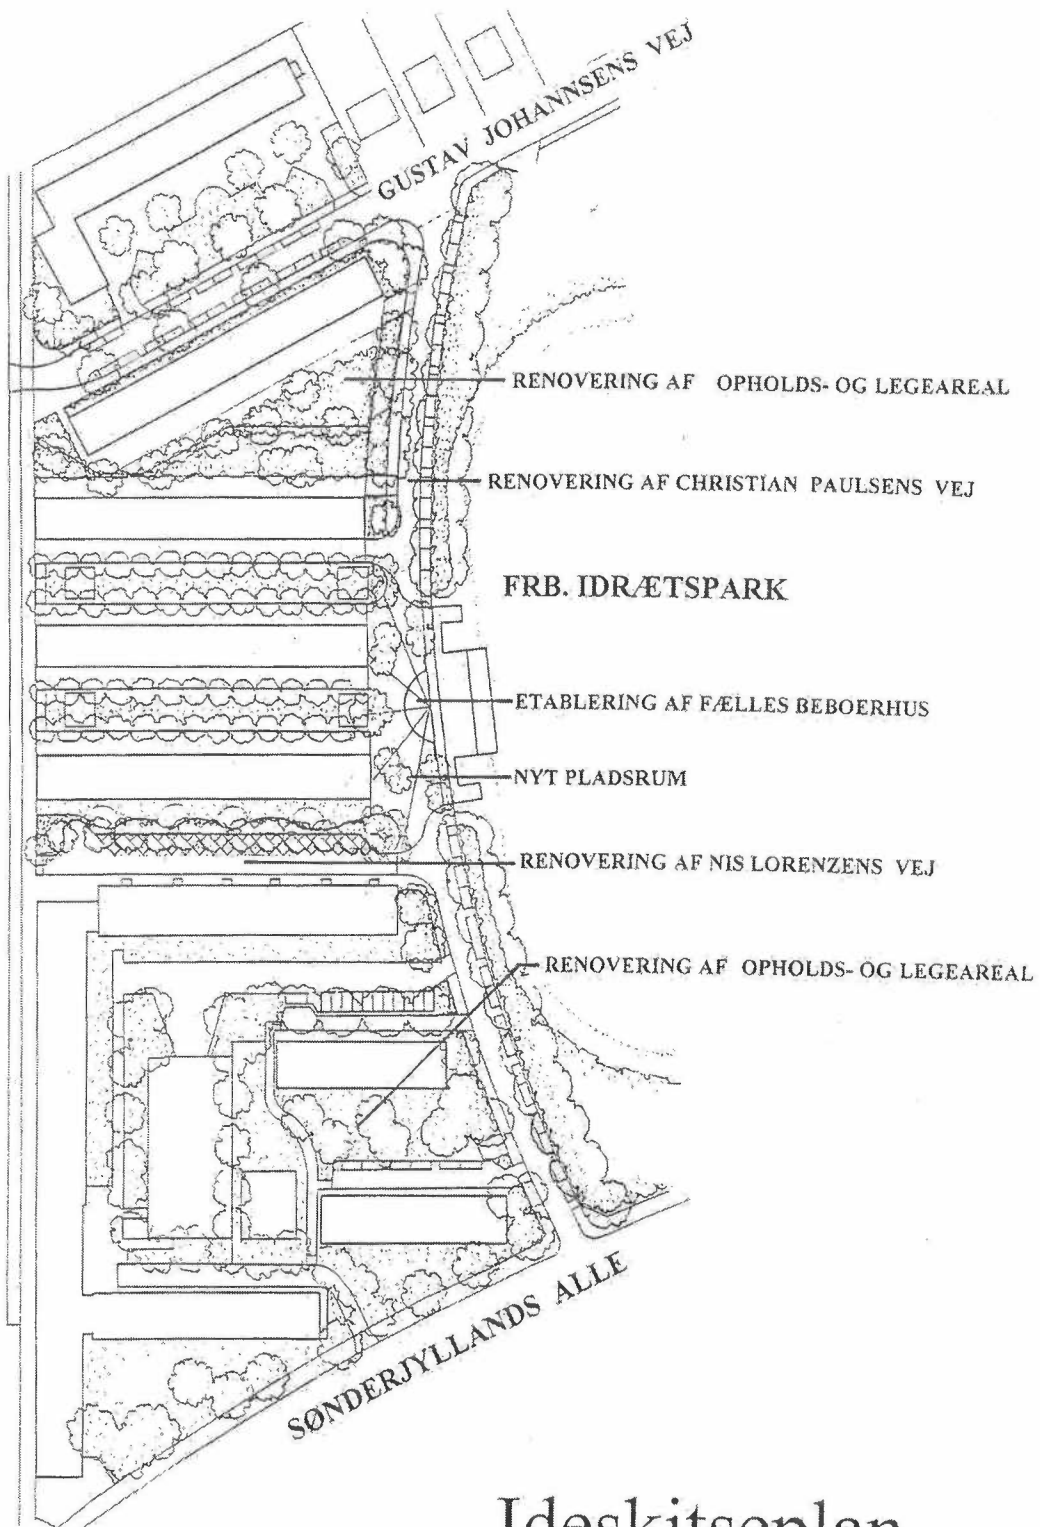 GUSTAV JOHANNSENS VEJ
RENOVERING AF OPHOLDS- OG LEGEAREAL
RENOVERING AF CHRISTIAN PAULSENS VEJ
FRB. IDRÆTSPARK
ETABLERING AF FÆLLES BEBOERHUS
NYT PLADSRUM
RENOVERING AF NIS LORENZENS VEJ
RENOVERING AF OPHOLDS- OG LEGEAREAL
SØNDERJYLLANDS ALLE
Ideskitseplan